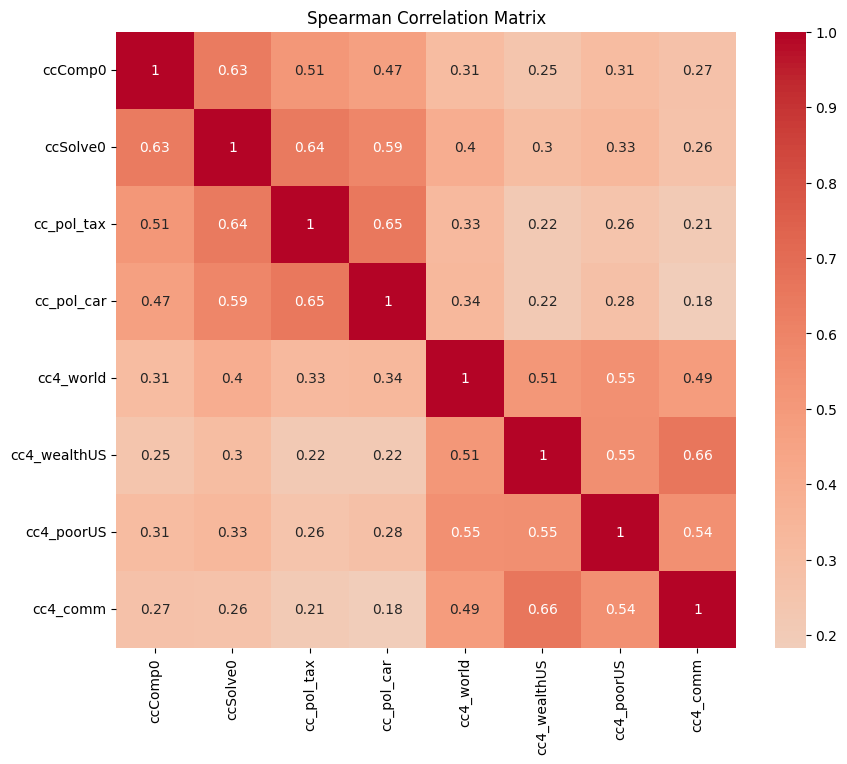 Spearman Correlation Matrix
ccComp0 1 0.63 0.51 0.47 0.31 0.25 0.31 0.27
ccSolve0 0.63 1 0.64 0.59 0.4 0.3 0.33 0.26
cc_pol_tax 0.51 0.64 1 0.65 0.33 0.22 0.26 0.21
cc_pol_car 0.47 0.59 0.65 1 0.34 0.22 0.28 0.18
cc4_world 0.31 0.4 0.33 0.34 1 0.51 0.55 0.49
cc4_wealthUS 0.25 0.3 0.22 0.22 0.51 1 0.55 0.66
cc4_poorUS 0.31 0.33 0.26 0.28 0.55 0.55 1 0.54
cc4_comm 0.27 0.26 0.21 0.18 0.49 0.66 0.54 1
ccComp0
ccSolve0
cc_pol_tax
cc_pol_car
cc4_world
cc4_wealthUS
cc4_poorUS
cc4_comm
1.0
0.9
0.8
0.7
0.6
0.5
0.4
0.3
0.2